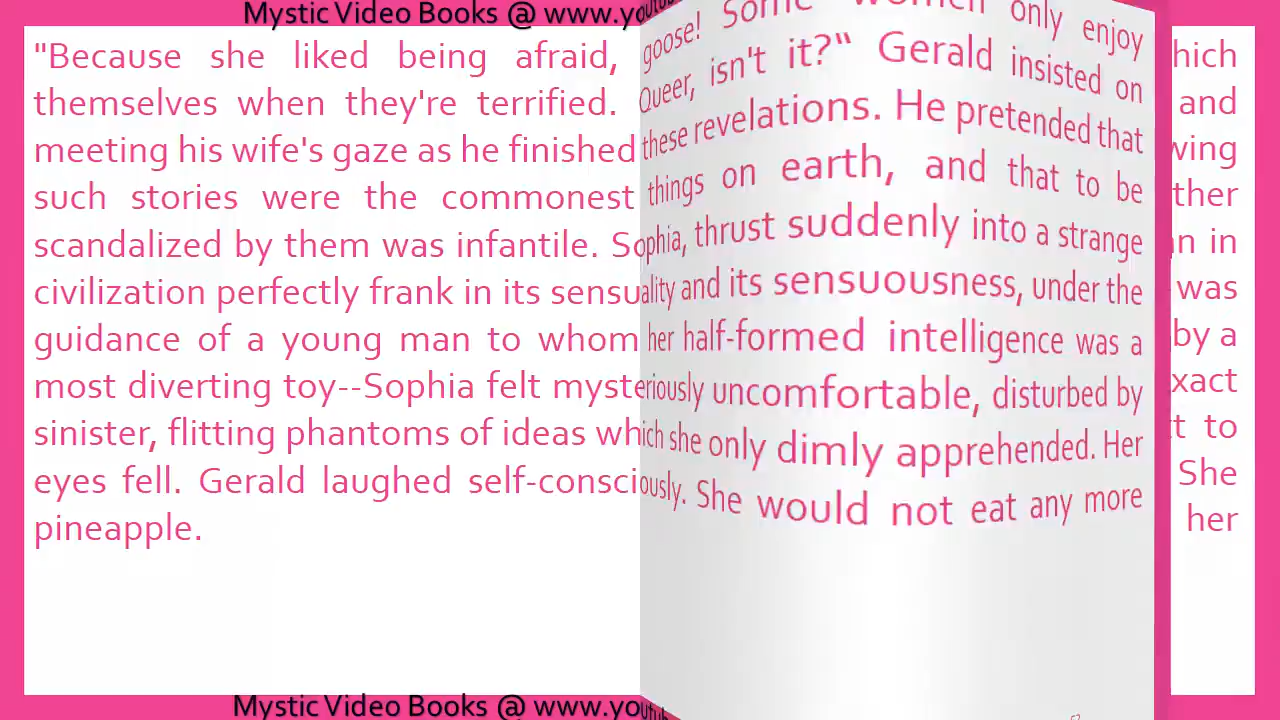 Mystic Video Books @ www.youtub
"Because she liked being afraid, goose! Some women only enjoy
themselves when they're terrified. Queer, isn't it?" Gerald insisted on
meeting his wife's gaze as he finished these revelations. He pretended that
such stories were the commonest things on earth, and that to be
scandalized by them was infantile. Sophia, thrust suddenly into a strange
civilization perfectly frank in its sensuality and its sensuousness, under the
guidance of a young man to whom her half-formed intelligence was a
most diverting toy--Sophia felt mysteriously uncomfortable, disturbed by
sinister, flitting phantoms of ideas which she only dimly apprehended. Her
eyes fell. Gerald laughed self-consciously. She would not eat any more
pineapple.
hich
and
wing
ther
an in
was
by a
xact
to
She
her
Mystic Video Books @ www.youtub